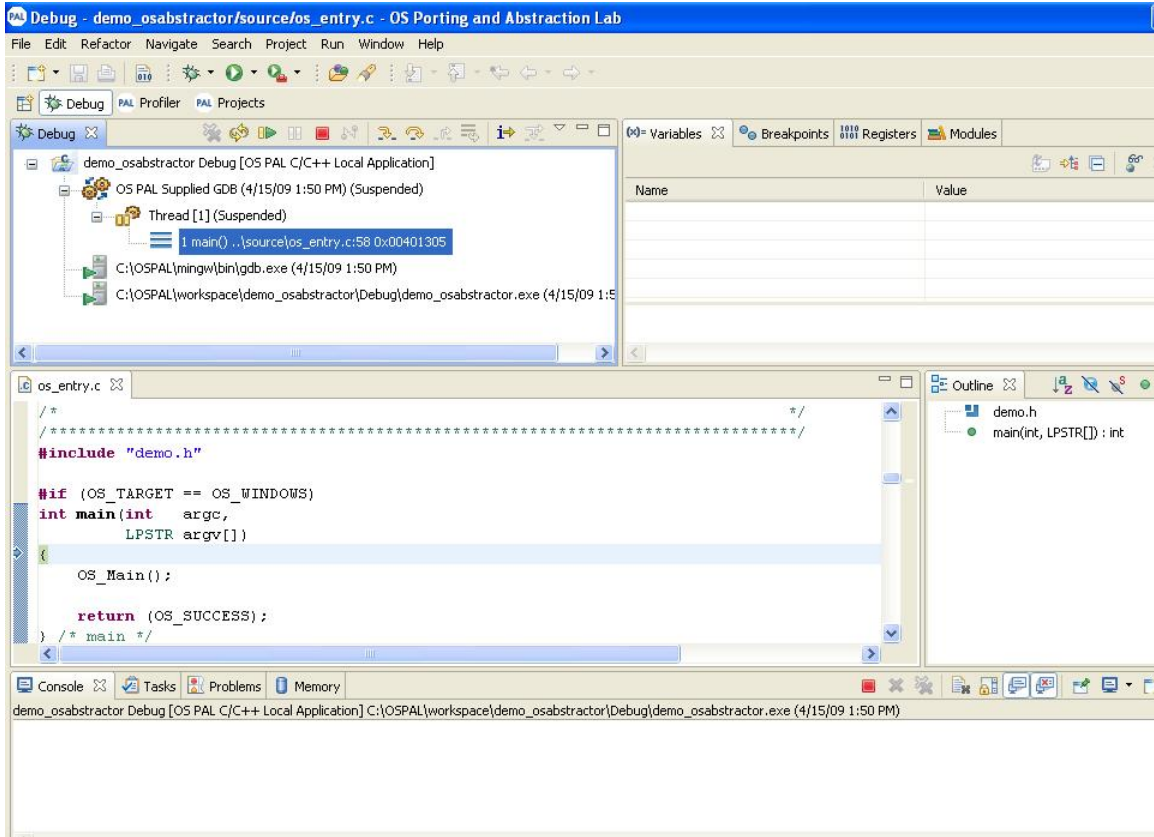 Debug - demo_osabstractor/source/os_entry.c - OS Porting and Abstraction Lab
File Edit Refactor Navigate Search Project Run Window Help
Debug PAL Profiler PAL Projects
Debug
demo_osabstractor Debug [OS PAL C/C++ Local Application]
OS PAL Supplied GDB (4/15/09 1:50 PM) (Suspended)
Thread [1] (Suspended)
1 main() ..\source\os_entry.c:58 0x00401305
C:\OSPAL\mingw\bin\gdb.exe (4/15/09 1:50 PM)
C:\OSPAL\workspace\demo_osabstractor\Debug\demo_osabstractor.exe (4/15/09 1:5
(x)= Variables Breakpoints Registers Modules
Name Value
os_entry.c
/* */
/******************************************************************************/
#include "demo.h"
#if (OS_TARGET == OS_WINDOWS)
int main(int argc,
LPSTR argv[])
{
OS_Main();
return (OS_SUCCESS);
} /* main */
Outline
demo.h
main(int, LPSTR[]) : int
Console Tasks Problems Memory
demo_osabstractor Debug [OS PAL C/C++ Local Application] C:\OSPAL\workspace\demo_osabstractor\Debug\demo_osabstractor.exe (4/15/09 1:50 PM)